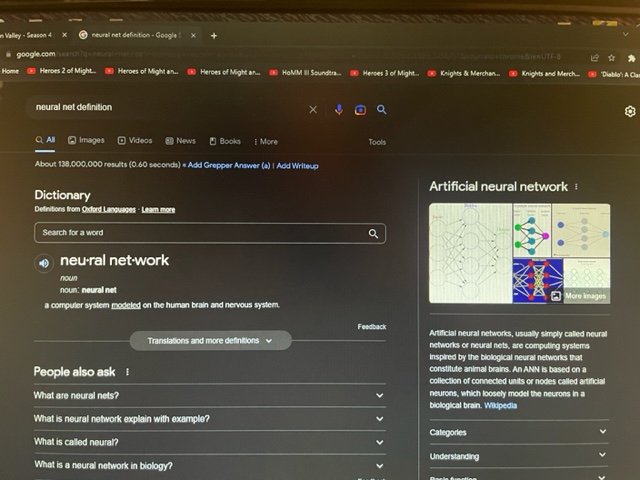 n Valley - Season 4
neural net definition - Google
google.com
Home
Heroes 2 of Might...
Heroes of Might an...
Heroes of Might an...
HoMM III Soundtra...
Heroes 3 of Might...
Knights & Merchan...
Knights and Merch...
'Diablo': A Cla
neural net definition
All
Images
Videos
News
Books
More
Tools
About 138,000,000 results (0.60 seconds) • Add Grepper Answer (a) | Add Writeup
Dictionary
Definitions from Oxford Languages · Learn more
Search for a word
neu·ral net·work
noun
noun: neural net
a computer system modeled on the human brain and nervous system.
Feedback
Translations and more definitions
People also ask
What are neural nets?
What is neural network explain with example?
What is called neural?
What is a neural network in biology?
Artificial neural network
More images
Artificial neural networks, usually simply called neural
networks or neural nets, are computing systems
inspired by the biological neural networks that
constitute animal brains. An ANN is based on a
collection of connected units or nodes called artificial
neurons, which loosely model the neurons in a
biological brain. Wikipedia
Categories
Understanding
Basic function